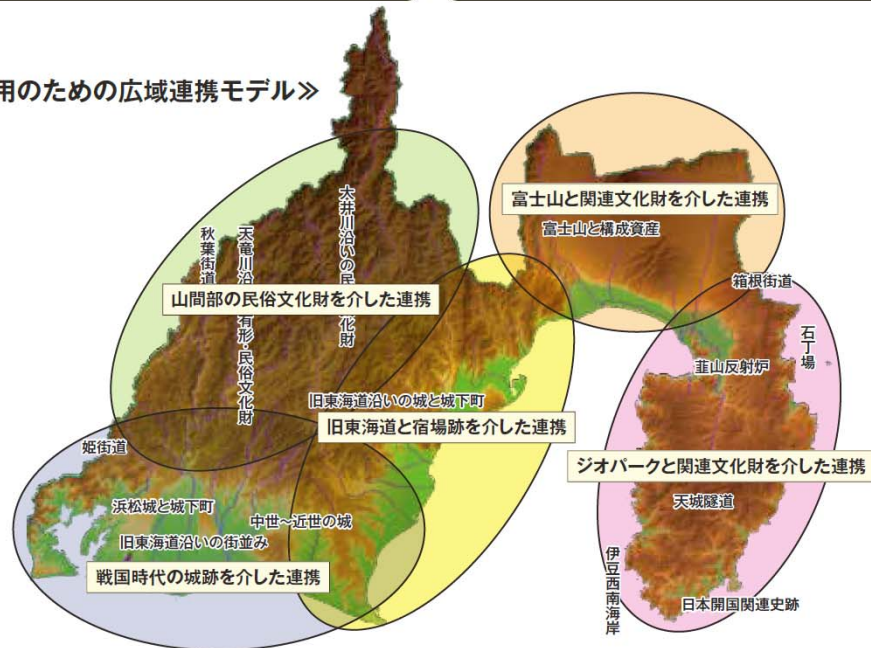 用のための広域連携モデル≫
富士山と関連文化財を介した連携
富士山と構成資産
箱根街道
石丁場
韮山反射炉
ジオパークと関連文化財を介した連携
天城隧道
伊豆西南海岸
日本開国関連史跡
大井川沿いの民
化財
天竜川沿
有形・民俗文化財
秋葉街道
山間部の民俗文化財を介した連携
旧東海道沿いの城と城下町
旧東海道と宿場跡を介した連携
姫街道
浜松城と城下町
中世~近世の城
旧東海道沿いの街並み
戦国時代の城跡を介した連携